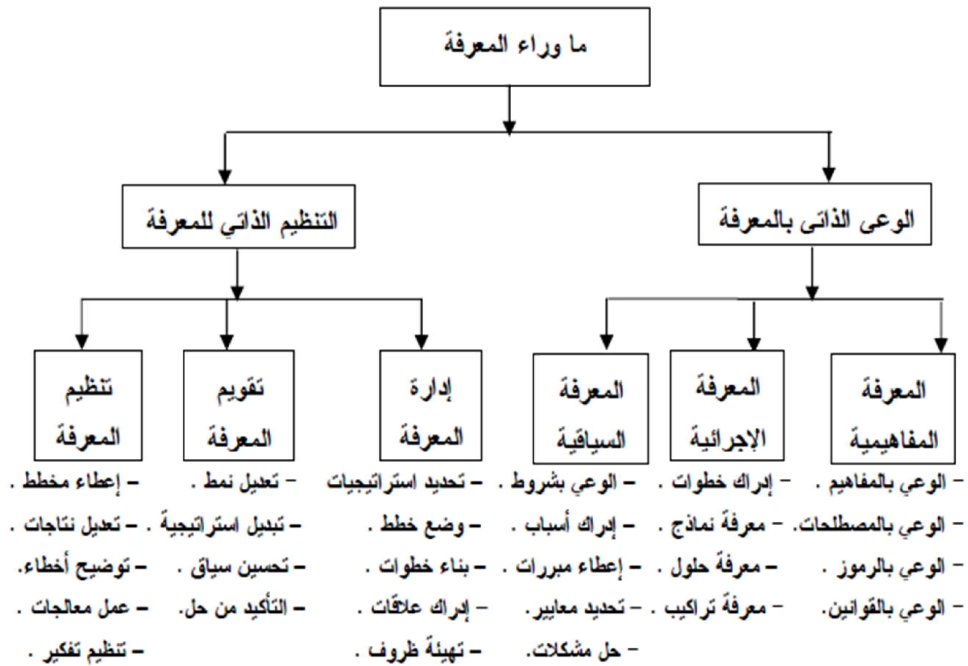 ما وراء المعرفة
الوعى الذاتى بالمعرفة
التنظيم الذاتي للمعرفة
المعرفة
المفاهيمية
- الوعي بالمفاهيم .
- الوعي بالمصطلحات.
- الوعي بالرموز .
- الوعي بالقوانين.
المعرفة
الإجرائية
- إدراك خطوات .
- معرفة نماذج .
- معرفة حلول .
- معرفة تراكيب .
المعرفة
السياقية
- الوعي بشروط .
- إدراك أسباب .
- إعطاء مبررات .
- تحديد معايير .
- حل مشكلات.
إدارة
المعرفة
- تحديد استراتيجيات
- وضع خطط .
- بناء خطوات .
- إدراك علاقات .
- تهيئة ظروف .
تقويم
المعرفة
- تعديل نمط .
- تبديل استراتيجية .
- تحسين سياق .
- التأكيد من حل.
تنظيم
المعرفة
- إعطاء مخطط .
- تعديل نتاجات .
- توضيح أخطاء.
- عمل معالجات .
- تنظيم تفكير .